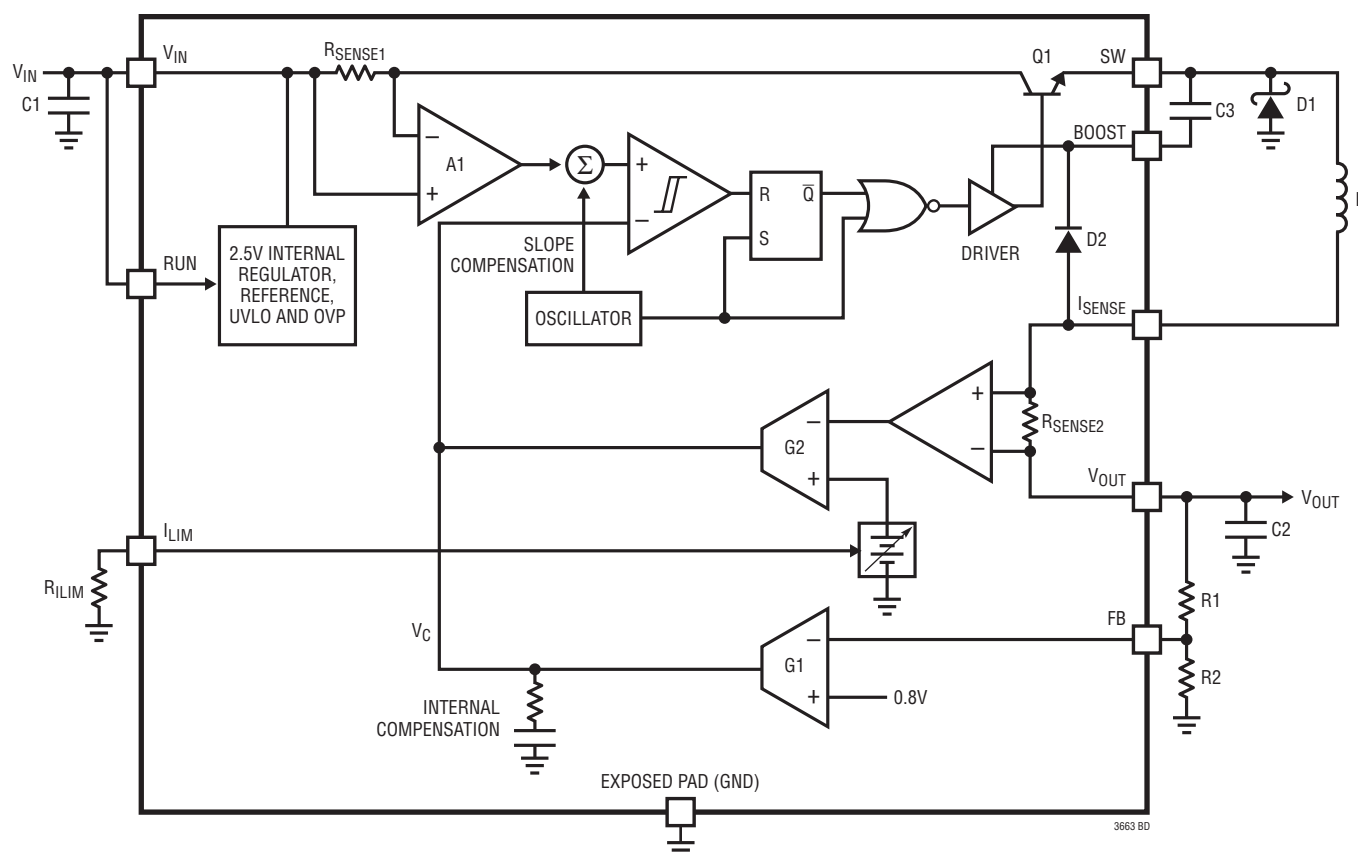 VIN
VIN
C1
RSENSE1
Q1
SW
C3
D1
BOOST
−
A1
+
Σ
+
−
R
Q̅
S
DRIVER
D2
SLOPE
COMPENSATION
RUN
2.5V INTERNAL
REGULATOR,
REFERENCE,
UVLO AND OVP
OSCILLATOR
ISENSE
+
−
RSENSE2
−
G2
+
VOUT
VOUT
C2
ILIM
RILIM
R1
FB
R2
VC
−
G1
+
0.8V
INTERNAL
COMPENSATION
EXPOSED PAD (GND)
3663 BD